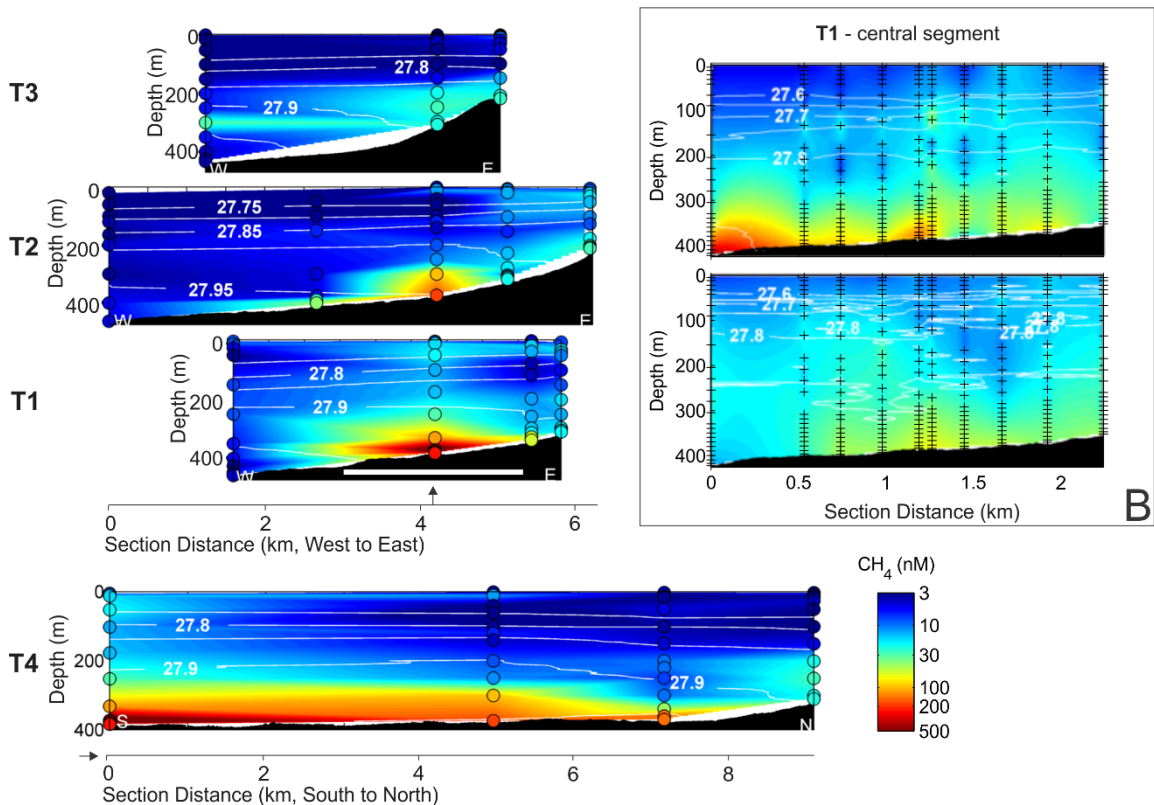 T3
Depth (m)
0
200
400
27.8
27.9
W
E
T2
Depth (m)
0
200
400
27.75
27.85
27.95
W
E
T1
Depth (m)
0
200
400
27.8
27.9
W
E
0 2 4 6
Section Distance (km, West to East)
T4
Depth (m)
0
200
400
27.8
27.9
27.9
S
N
0 2 4 6 8
Section Distance (km, South to North)
T1 - central segment
Depth (m)
0
100
200
300
400
27.6
27.7
27.8
Depth (m)
0
100
200
300
400
27.6
27.7
27.8
27.8
27.8
27.8
0 0.5 1 1.5 2
Section Distance (km)
B
CH4 (nM)
3
10
30
100
300
500